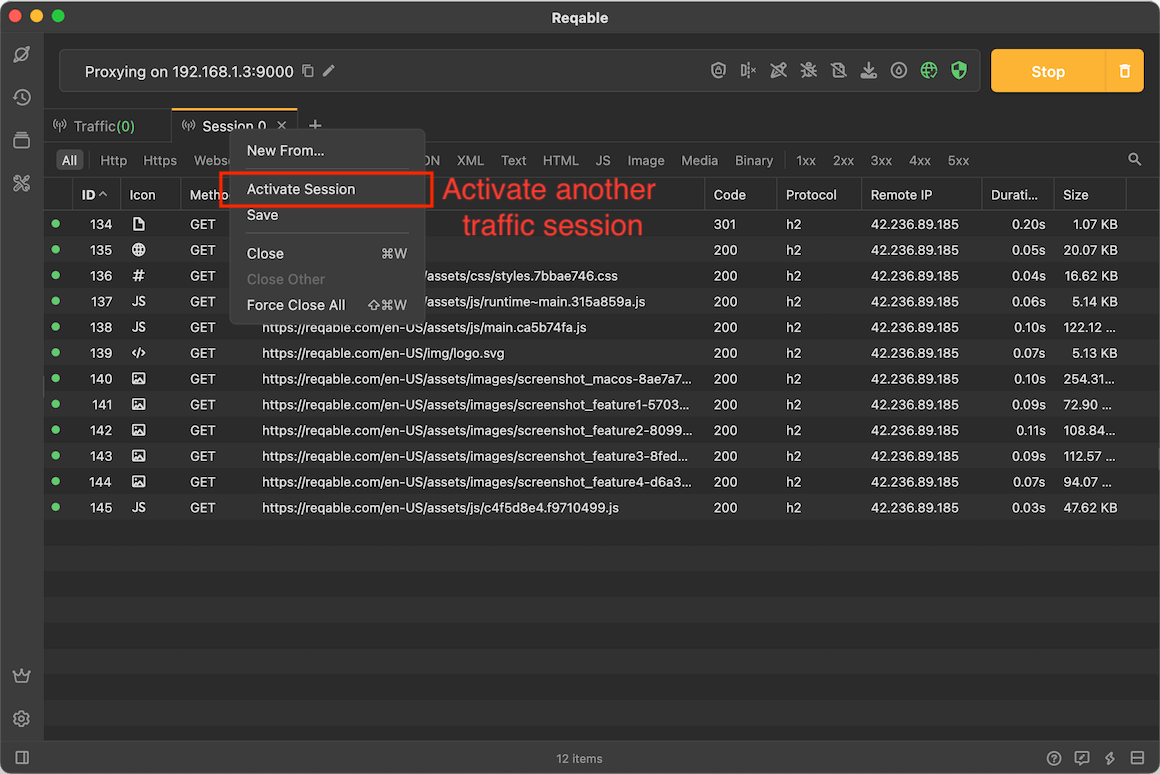 Reqable
Proxying on 192.168.1.3:9000
Stop
Traffic(0)
Session 0
All Http Https XML Text HTML JS Image Media Binary 1xx 2xx 3xx 4xx 5xx
New From...
Activate Session
Save
Close ⌘W
Close Other
Force Close All ⇧⌘W
Activate another
traffic session
ID Icon Code Protocol Remote IP Durati... Size
134 GET 301 h2 42.236.89.185 0.20s 1.07 KB
135 GET 200 h2 42.236.89.185 0.05s 20.07 KB
136 # GET /assets/css/styles.7bbae746.css 200 h2 42.236.89.185 0.04s 16.62 KB
137 JS GET /assets/js/runtime~main.315a859a.js 200 h2 42.236.89.185 0.06s 5.14 KB
138 JS GET https://reqable.com/en-US/assets/js/main.ca5b74fa.js 200 h2 42.236.89.185 0.10s 122.12 ...
139 </> GET https://reqable.com/en-US/img/logo.svg 200 h2 42.236.89.185 0.07s 5.13 KB
140 GET https://reqable.com/en-US/assets/images/screenshot_macos-8ae7a7... 200 h2 42.236.89.185 0.10s 254.31...
141 GET https://reqable.com/en-US/assets/images/screenshot_feature1-5703... 200 h2 42.236.89.185 0.09s 72.90 ...
142 GET https://reqable.com/en-US/assets/images/screenshot_feature2-8099... 200 h2 42.236.89.185 0.11s 108.84...
143 GET https://reqable.com/en-US/assets/images/screenshot_feature3-8fed... 200 h2 42.236.89.185 0.09s 112.57 ...
144 GET https://reqable.com/en-US/assets/images/screenshot_feature4-d6a3... 200 h2 42.236.89.185 0.07s 94.07 ...
145 JS GET https://reqable.com/en-US/assets/js/c4f5d8e4.f9710499.js 200 h2 42.236.89.185 0.03s 47.62 KB
12 items